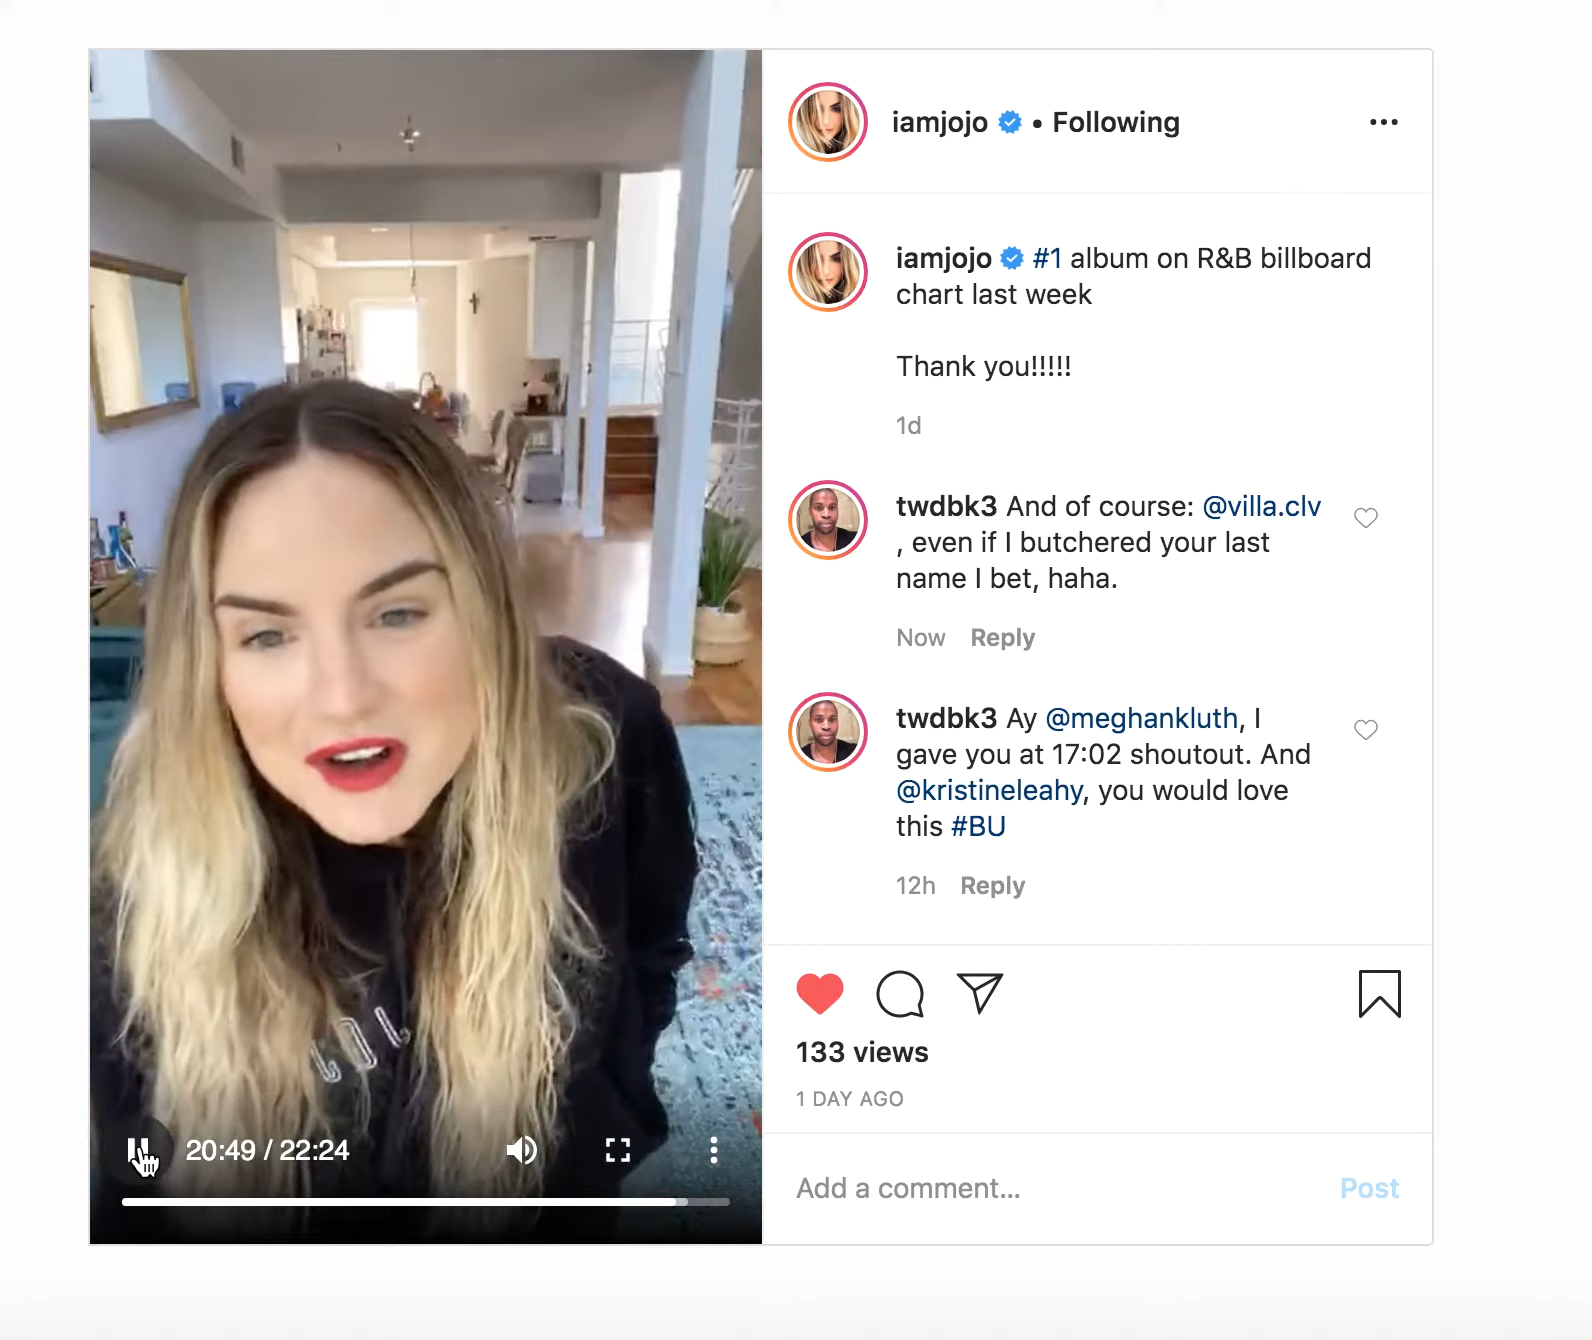 iamjojo • Following
iamjojo #1 album on R&B billboard
chart last week
Thank you!!!!!
1d
twdbk3 And of course: @villa.clv
, even if I butchered your last
name I bet, haha.
Now Reply
twdbk3 Ay @meghankluth, I
gave you at 17:02 shoutout. And
@kristineleahy, you would love
this #BU
12h Reply
133 views
1 DAY AGO
Add a comment... Post
20:49 / 22:24